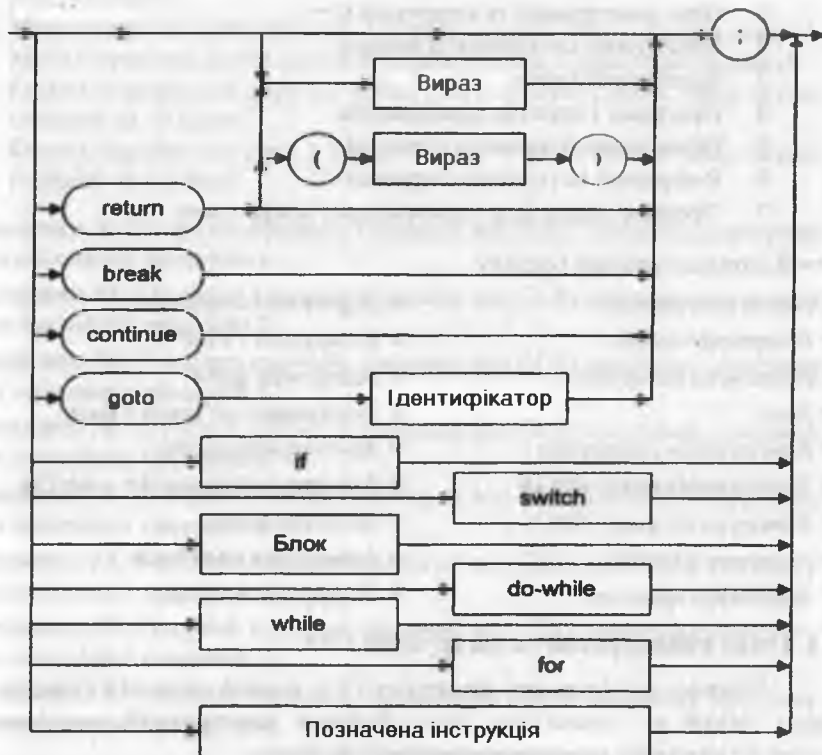 ;
Вираз
( Вираз )
return
break
continue
goto Ідентифікатор
if
switch
Блок
do-while
while
for
Позначена інструкція